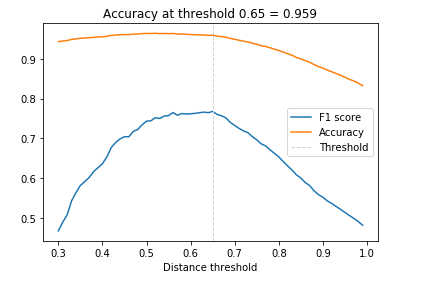 Accuracy at threshold 0.65 = 0.959
0.9
0.8
0.7
0.6
0.5
F1 score
Accuracy
Threshold
0.3 0.4 0.5 0.6 0.7 0.8 0.9 1.0
Distance threshold